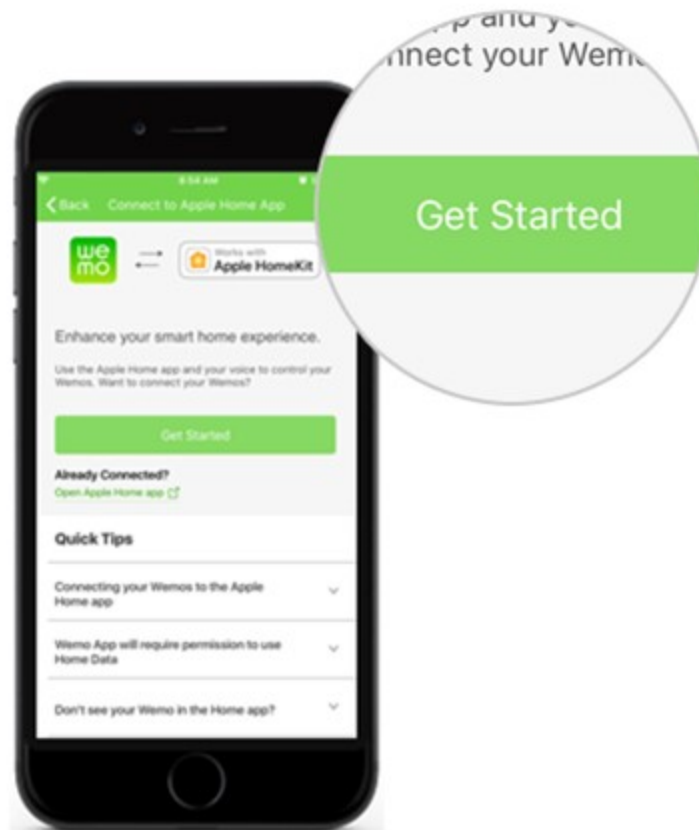 8:54 AM
Back Connect to Apple Home App
we
mo
Works with
Apple HomeKit
Enhance your smart home experience.
Use the Apple Home app and your voice to control your
Wemos. Want to connect your Wemos?
Get Started
Already Connected?
Open Apple Home app
Quick Tips
Connecting your Wemos to the Apple
Home app
Wemo App will require permission to use
Home Data
Don't see your Wemo in the Home app?
and
your
Get Started